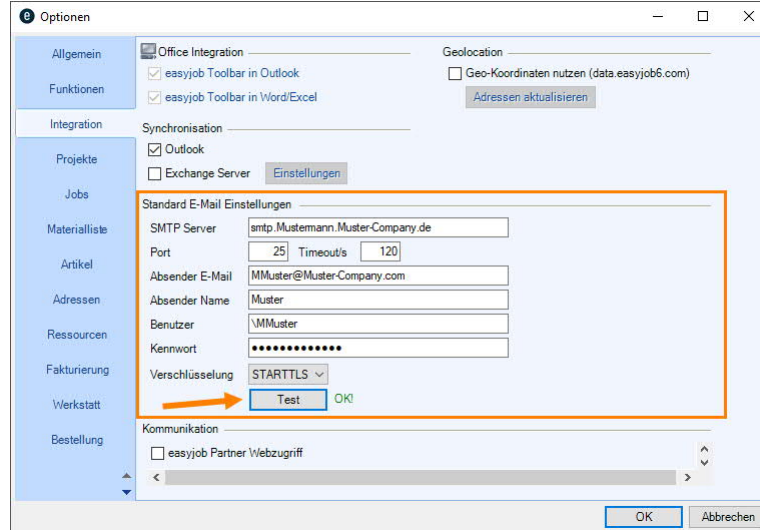 e Optionen
Allgemein
Funktionen
Integration
Projekte
Jobs
Materialliste
Artikel
Adressen
Ressourcen
Fakturierung
Werkstatt
Bestellung
Office Integration
easyjob Toolbar in Outlook
easyjob Toolbar in Word/Excel
Geolocation
Geo-Koordinaten nutzen (data.easyjob6.com)
Adressen aktualisieren
Synchronisation
Outlook
Exchange Server Einstellungen
Standard E-Mail Einstellungen
SMTP Server smtp.Mustermann.Muster-Company.de
Port 25 Timeout/s 120
Absender E-Mail MMuster@Muster-Company.com
Absender Name Muster
Benutzer \MMuster
Kennwort •••••••••••••
Verschlüsselung STARTTLS
Test OK!
Kommunikation
easyjob Partner Webzugriff
OK Abbrechen